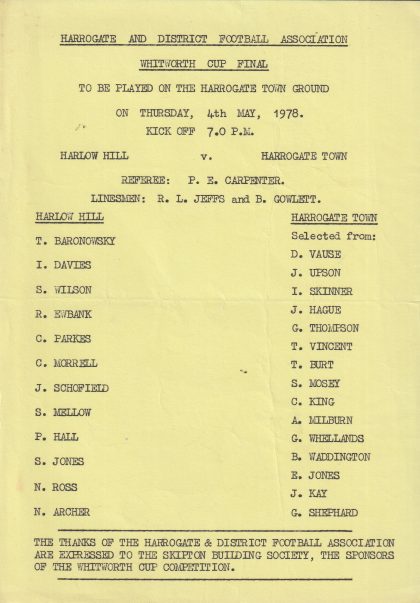 HARROGATE AND DISTRICT FOOTBALL ASSOCIATION
WHITWORTH CUP FINAL
TO BE PLAYED ON THE HARROGATE TOWN GROUND
ON THURSDAY, 4th MAY, 1978.
KICK OFF 7.0 P.M.
HARLOW HILL v. HARROGATE TOWN
REFEREE: P. E. CARPENTER.
LINESMEN: R. L. JEFFS and B. GOWLETT.
HARLOW HILL
T. BARONOWSKY
I. DAVIES
S. WILSON
R. EWBANK
C. PARKES
C. MORRELL
J. SCHOFIELD
S. MELLOW
P. HALL
S. JONES
N. ROSS
N. ARCHER
HARROGATE TOWN
Selected from:
D. VAUSE
J. UPSON
I. SKINNER
J. HAGUE
G. THOMPSON
T. VINCENT
T. BURT
S. MOSEY
C. KING
A. MILBURN
G. WHELLANDS
B. WADDINGTON
E. JONES
J. KAY
G. SHEPHARD
THE THANKS OF THE HARROGATE & DISTRICT FOOTBALL ASSOCIATION
ARE EXPRESSED TO THE SKIPTON BUILDING SOCIETY, THE SPONSORS
OF THE WHITWORTH CUP COMPETITION.